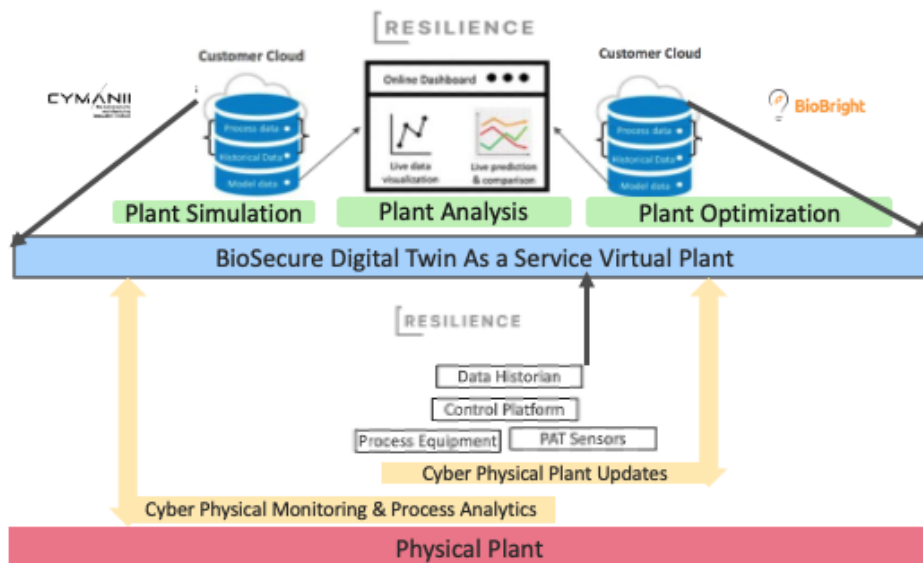 RESILIENCE
Customer Cloud
Customer Cloud
CYMANII
BioBright
Online Dashboard
Process data
Historical Data
Model data
Live data
visualization
Live prediction
& comparison
Process data
Historical Data
Model data
Plant Simulation
Plant Analysis
Plant Optimization
BioSecure Digital Twin As a Service Virtual Plant
RESILIENCE
Data Historian
Control Platform
Process Equipment
PAT Sensors
Cyber Physical Plant Updates
Cyber Physical Monitoring & Process Analytics
Physical Plant